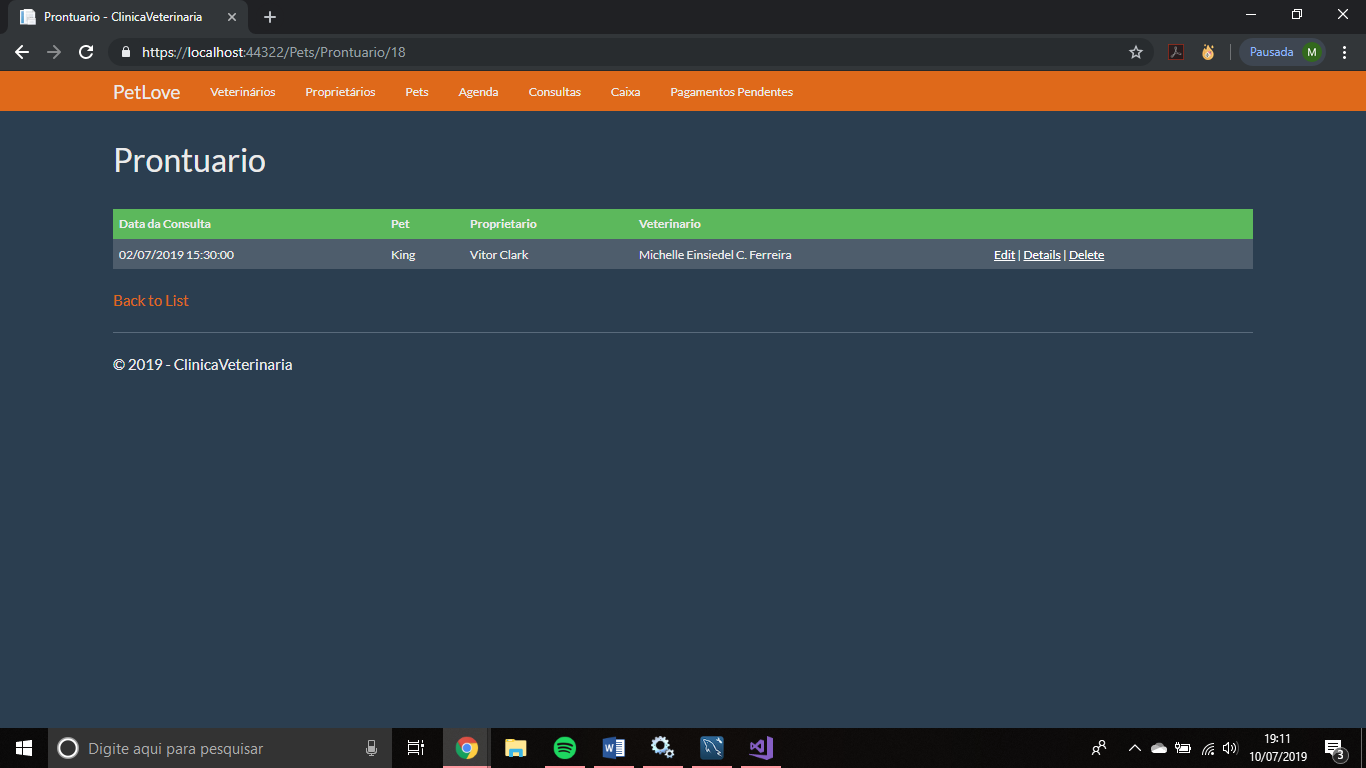 Prontuario - ClinicaVeterinaria
https://localhost:44322/Pets/Prontuario/18
Pausada M
PetLove Veterinários Proprietários Pets Agenda Consultas Caixa Pagamentos Pendentes
Prontuario
Data da Consulta Pet Proprietario Veterinario
02/07/2019 15:30:00 King Vitor Clark Michelle Einsiedel C. Ferreira Edit | Details | Delete
Back to List
© 2019 - ClinicaVeterinaria
Digite aqui para pesquisar
19:11
10/07/2019
3